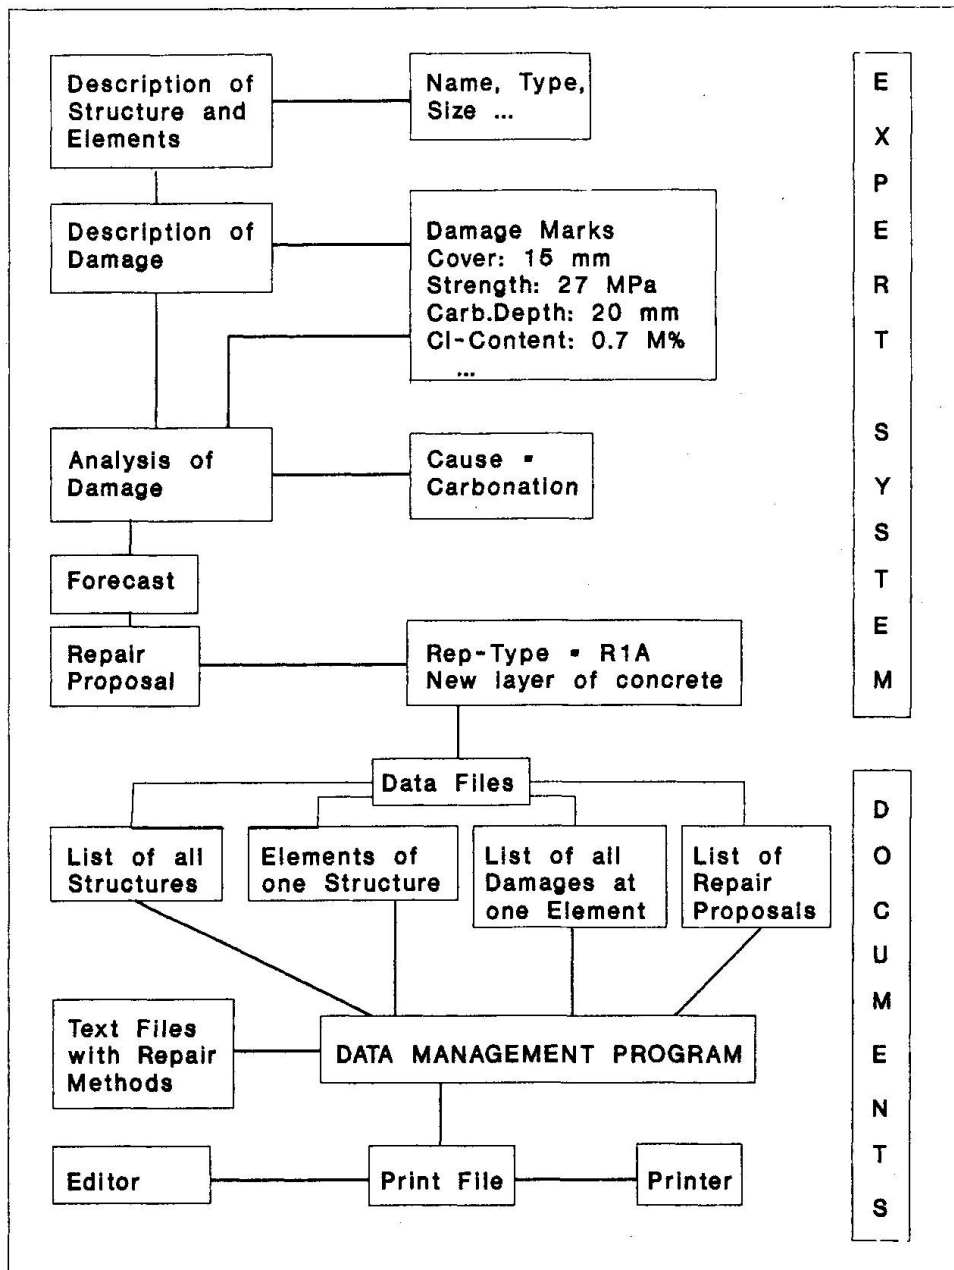 Description of
Structure and
Elements
Name, Type,
Size ...
Description of
Damage
Damage Marks
Cover: 15 mm
Strength: 27 MPa
Carb.Depth: 20 mm
Cl-Content: 0.7 M%
...
Analysis of
Damage
Cause =
Carbonation
Forecast
Repair
Proposal
Rep-Type = R1A
New layer of concrete
EXPERT SYSTEM
Data Files
List of all
Structures
Elements of
one Structure
List of all
Damages at
one Element
List of
Repair
Proposals
Text Files
with Repair
Methods
DATA MANAGEMENT PROGRAM
Editor
Print File
Printer
DOCUMENTS